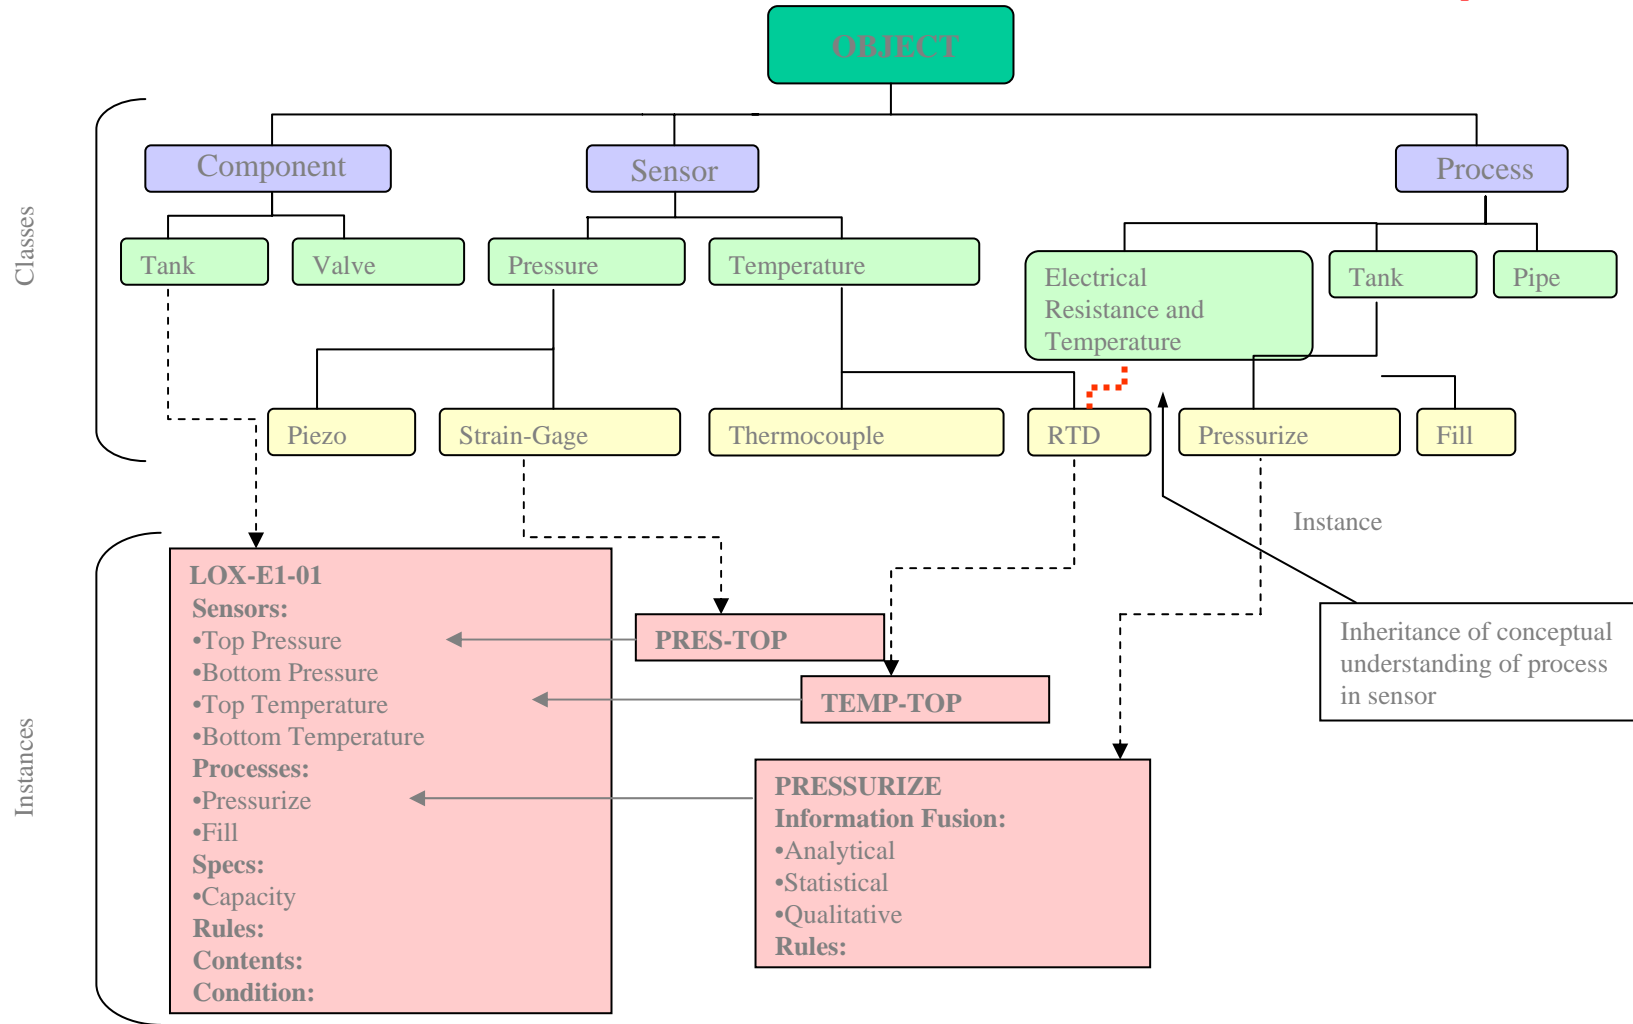 OBJECT
Component
Sensor
Process
Classes
Tank
Valve
Pressure
Temperature
Electrical
Resistance and
Temperature
Tank
Pipe
Piezo
Strain-Gage
Thermocouple
RTD
Pressurize
Fill
Instance
Inheritance of conceptual
understanding of process
in sensor
Instances
LOX-E1-01
Sensors:
•Top Pressure
•Bottom Pressure
•Top Temperature
•Bottom Temperature
Processes:
•Pressurize
•Fill
Specs:
•Capacity
Rules:
Contents:
Condition:
PRES-TOP
TEMP-TOP
PRESSURIZE
Information Fusion:
•Analytical
•Statistical
•Qualitative
Rules: